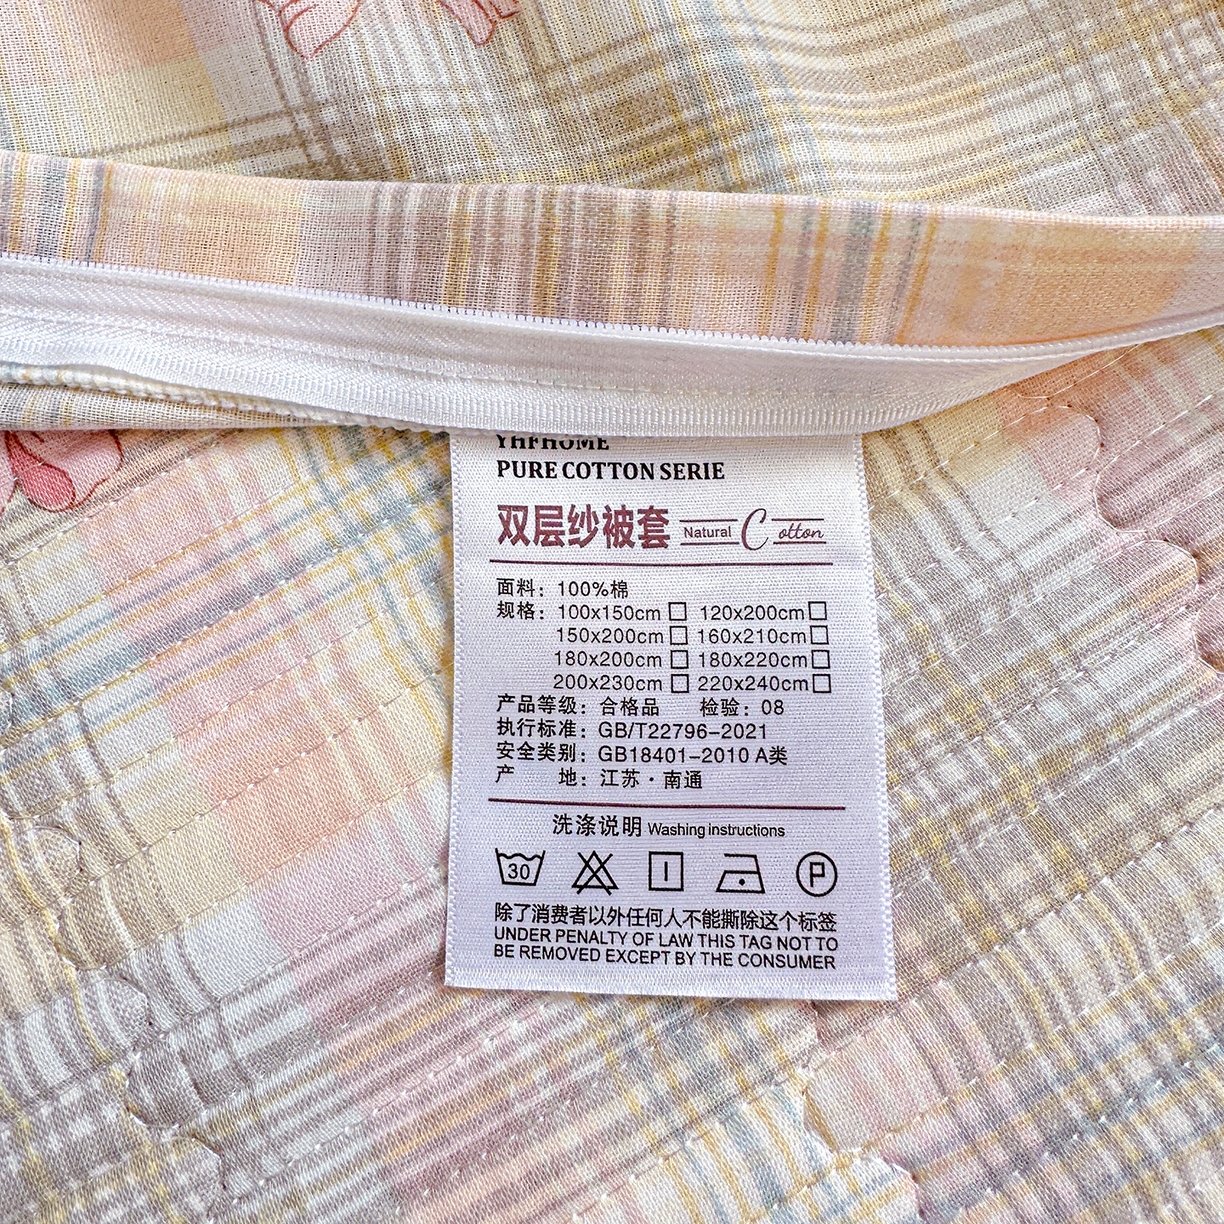 YHFHOME
PURE COTTON SERIE
双层纱被套 Natural Cotton
面料：100%棉
规格：100x150cm □ 120x200cm □
150x200cm □ 160x210cm □
180x200cm □ 180x220cm □
200x230cm □ 220x240cm □
产品等级：合格品 检验：08
执行标准：GB/T22796-2021
安全类别：GB18401-2010 A类
产 地：江苏·南通
洗涤说明 Washing instructions
30 P
除了消费者以外任何人不能撕除这个标签
UNDER PENALTY OF LAW THIS TAG NOT TO
BE REMOVED EXCEPT BY THE CONSUMER